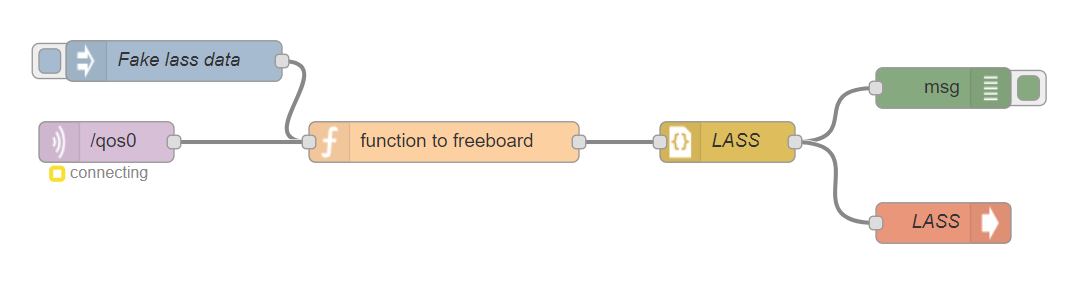 Fake lass data
msg
/qos0
function to freeboard
LASS
connecting
LASS